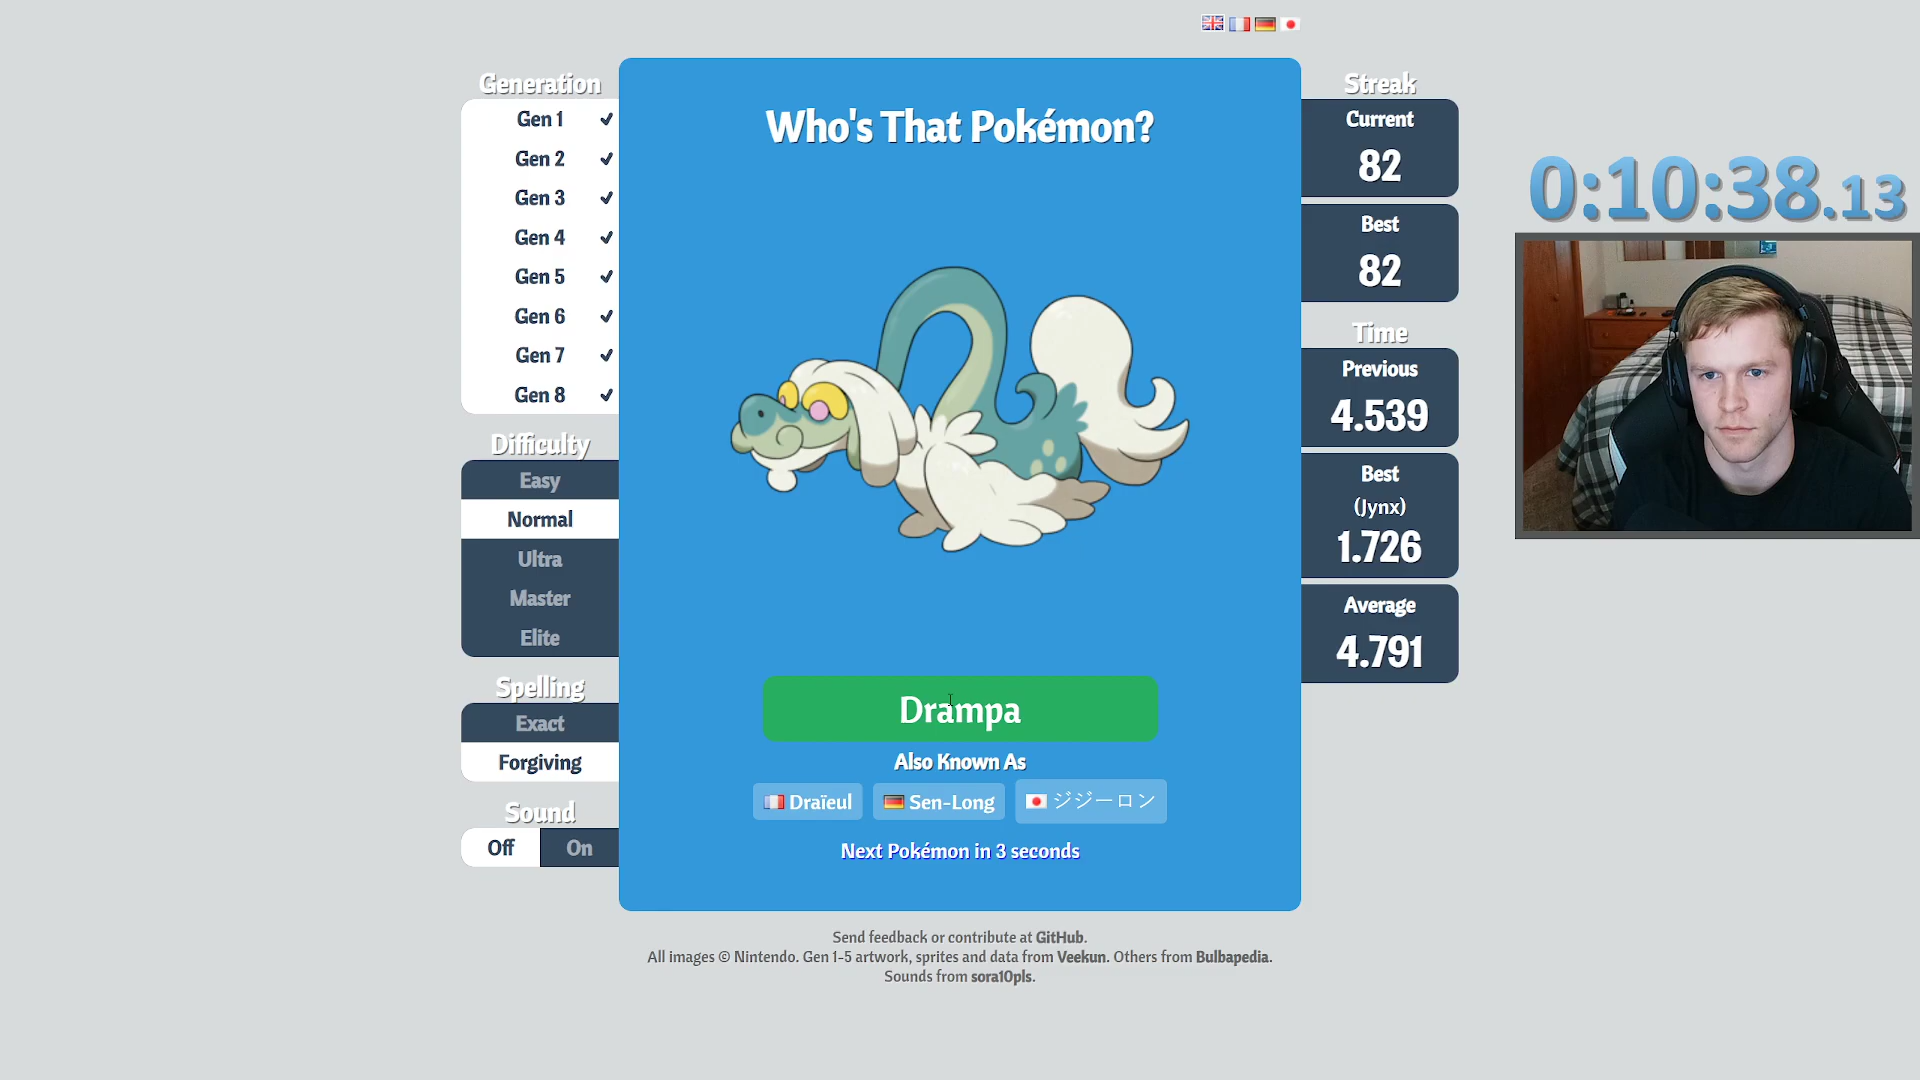 Generation
Gen 1
Gen 2
Gen 3
Gen 4
Gen 5
Gen 6
Gen 7
Gen 8
Difficulty
Easy
Normal
Ultra
Master
Elite
Spelling
Exact
Forgiving
Sound
Off On
Who's That Pokémon?
Drampa
Also Known As
Draïeul Sen-Long ジジーロン
Next Pokémon in 3 seconds
Streak
Current
82
Best
82
Time
Previous
4.539
Best
(Jynx)
1.726
Average
4.791
0:10:38.13
Send feedback or contribute at GitHub.
All images © Nintendo. Gen 1-5 artwork, sprites and data from Veekun. Others from Bulbapedia.
Sounds from sora10pls.